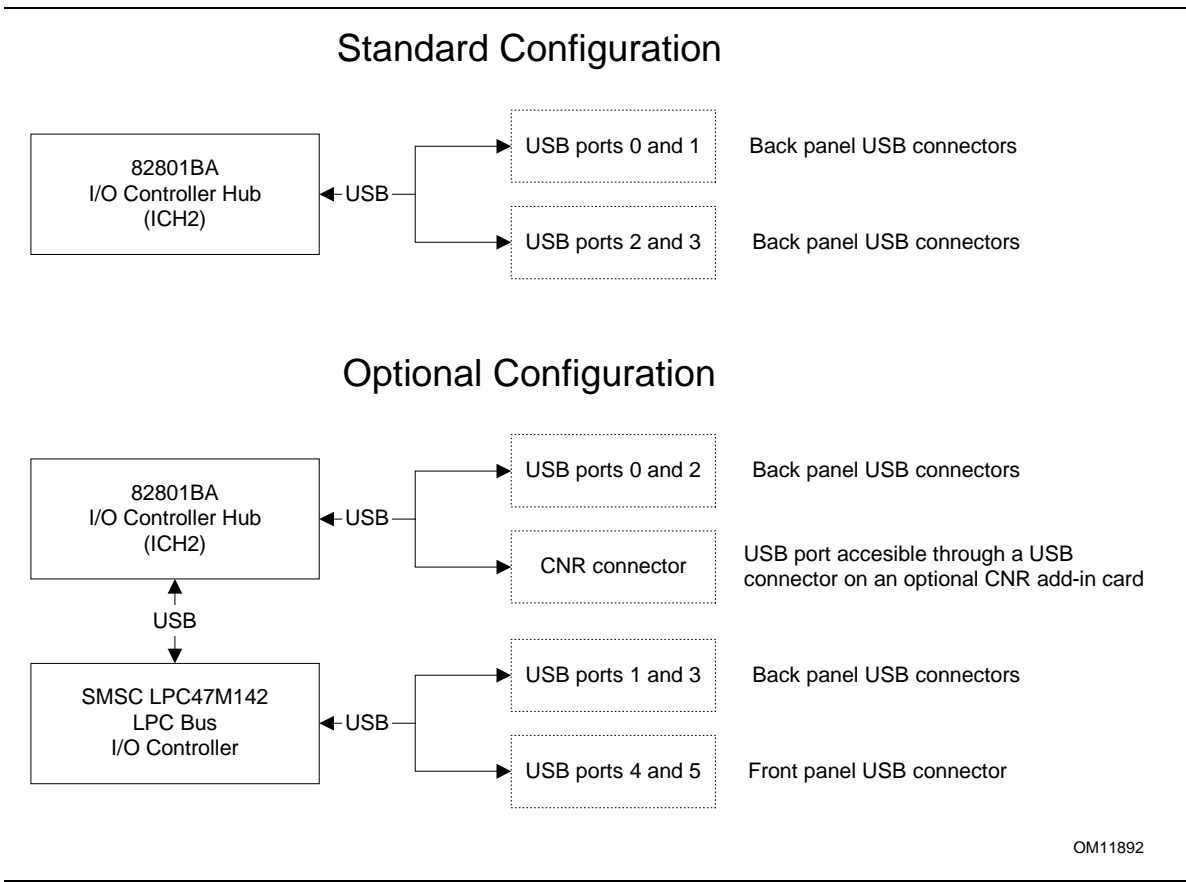 Standard Configuration
82801BA
I/O Controller Hub
(ICH2)
USB
USB ports 0 and 1
Back panel USB connectors
USB ports 2 and 3
Back panel USB connectors
Optional Configuration
82801BA
I/O Controller Hub
(ICH2)
USB
USB ports 0 and 2
Back panel USB connectors
CNR connector
USB port accesible through a USB
connector on an optional CNR add-in card
USB
SMSC LPC47M142
LPC Bus
I/O Controller
USB
USB ports 1 and 3
Back panel USB connectors
USB ports 4 and 5
Front panel USB connector
OM11892